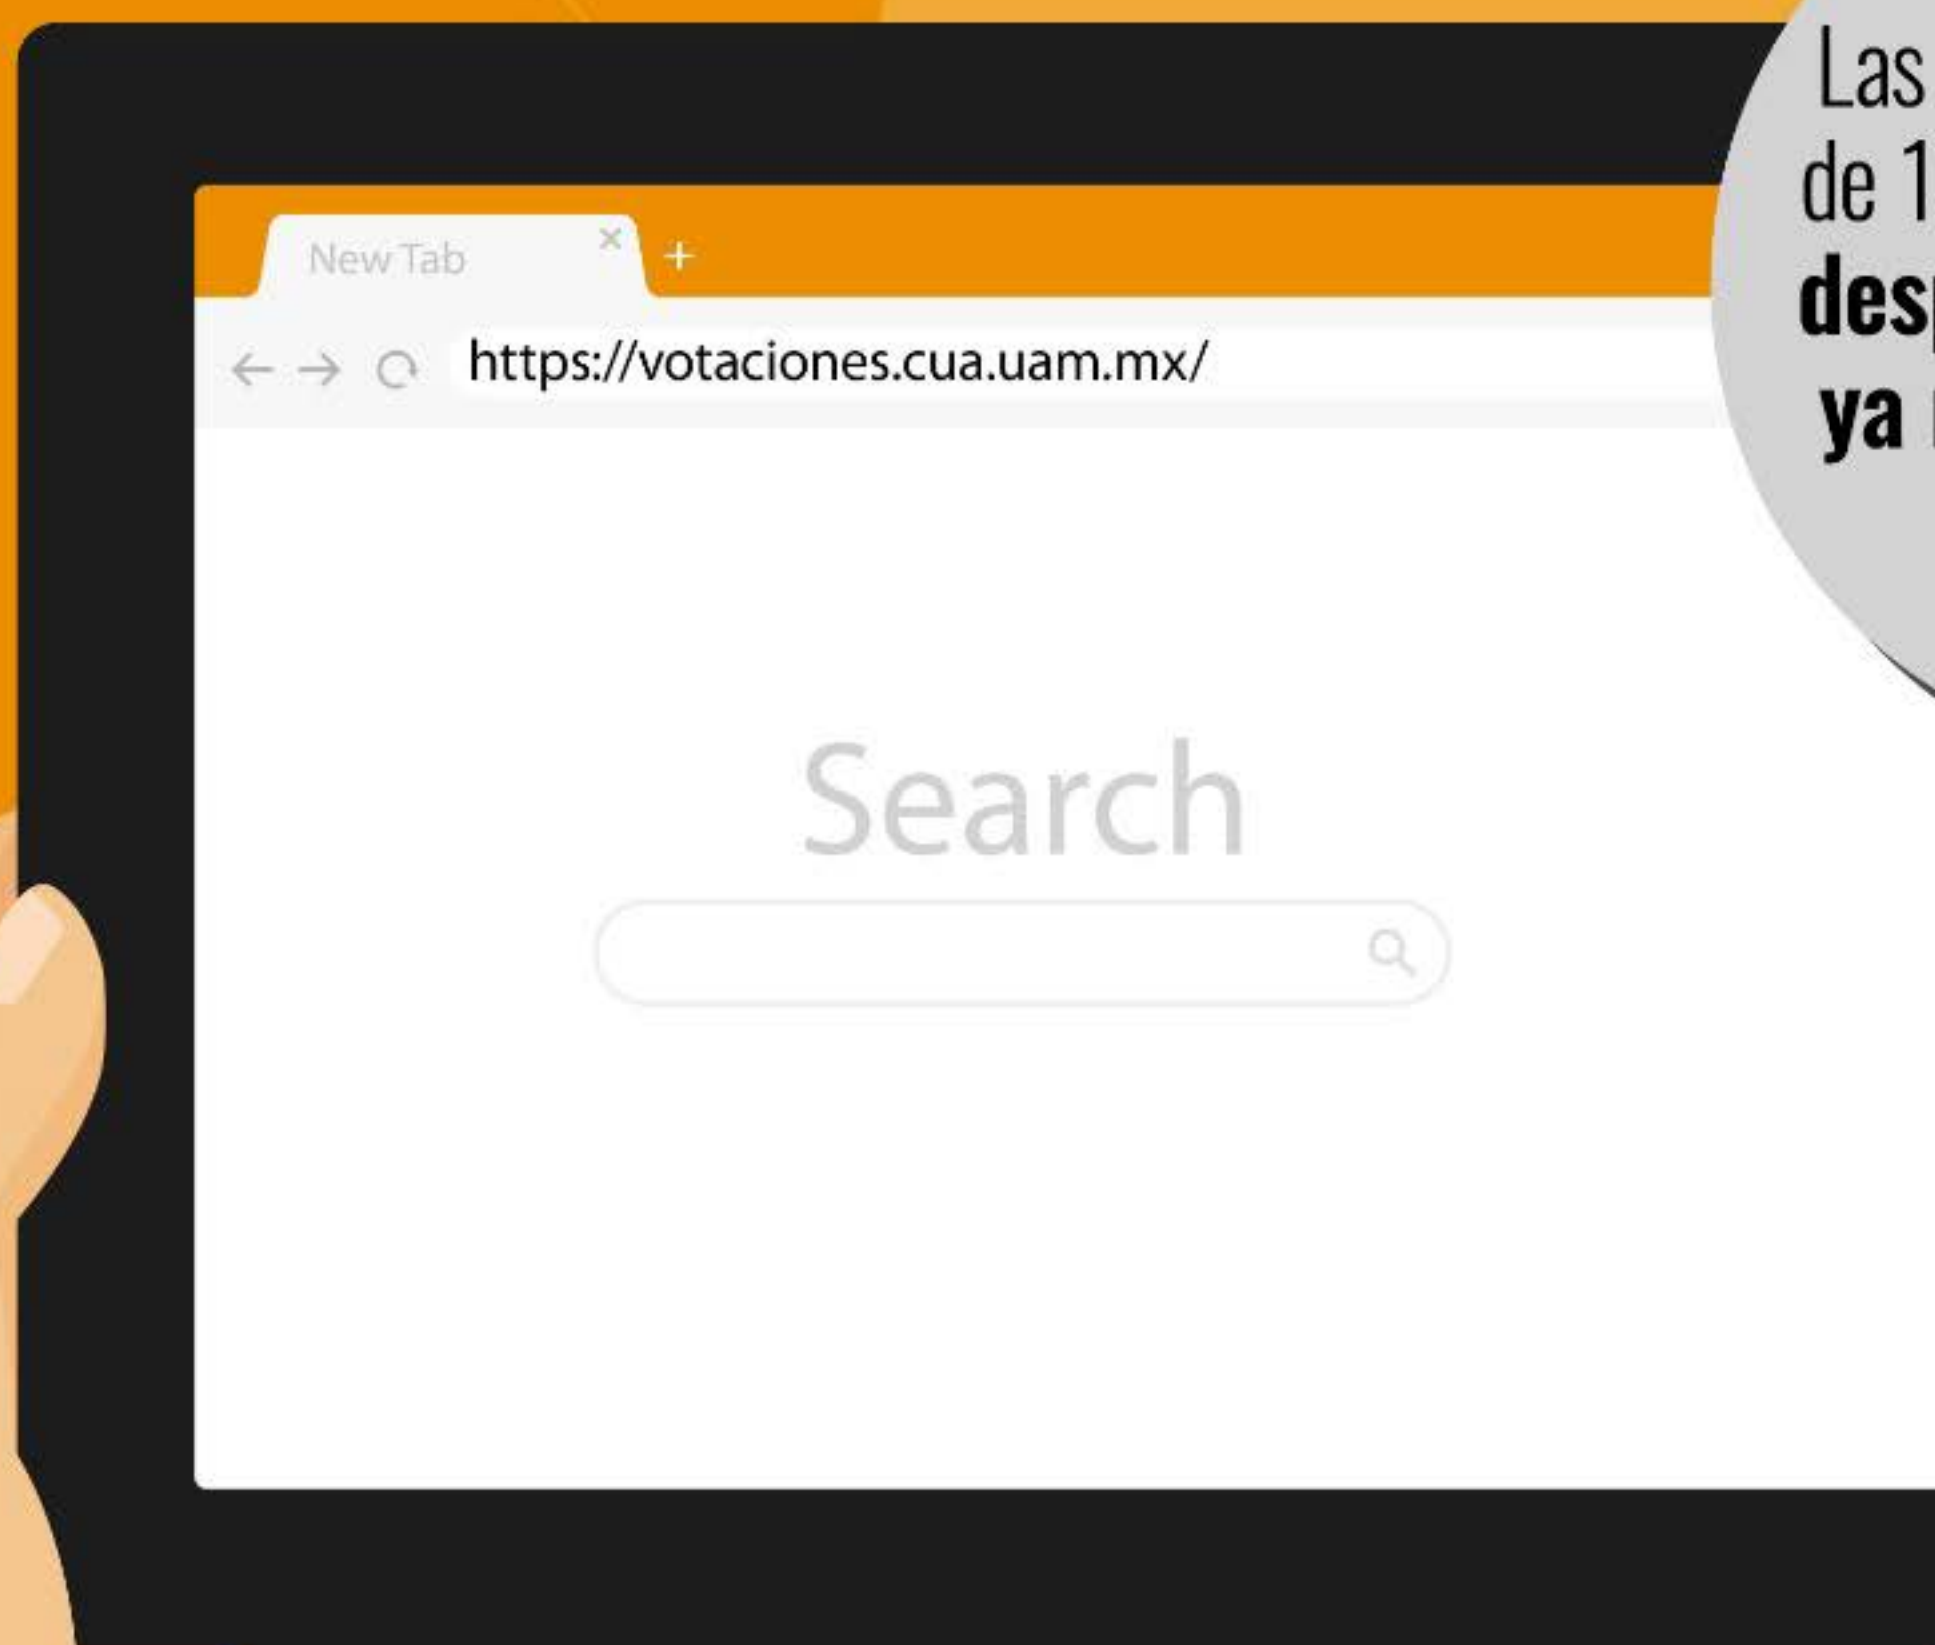 Las
de 1
New Tab
https://votaciones.cua.uam.mx/
ya
Search